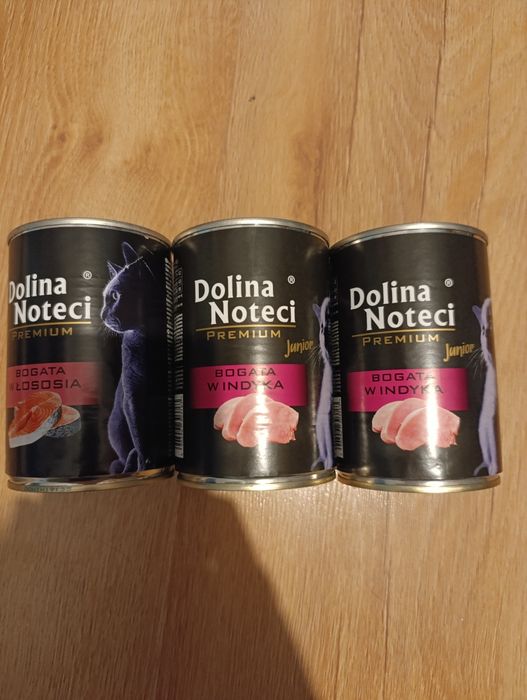 Dolina ®
Noteci
PREMIUM
BOGATA
W ŁOSOSIA
Dolina ®
Noteci
PREMIUM
Junior
BOGATA
W INDYKA
Dolina ®
Noteci
PREMIUM
Junior
BOGATA
W INDYKA